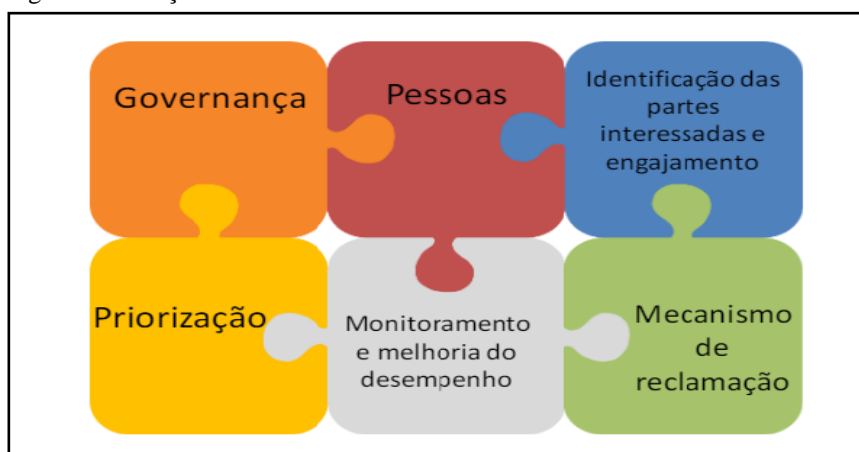 Governança
Pessoas
Identificação das
partes
interessadas e
engajamento
Priorização
Monitoramento
e melhoria do
desempenho
Mecanismo
de
reclamação